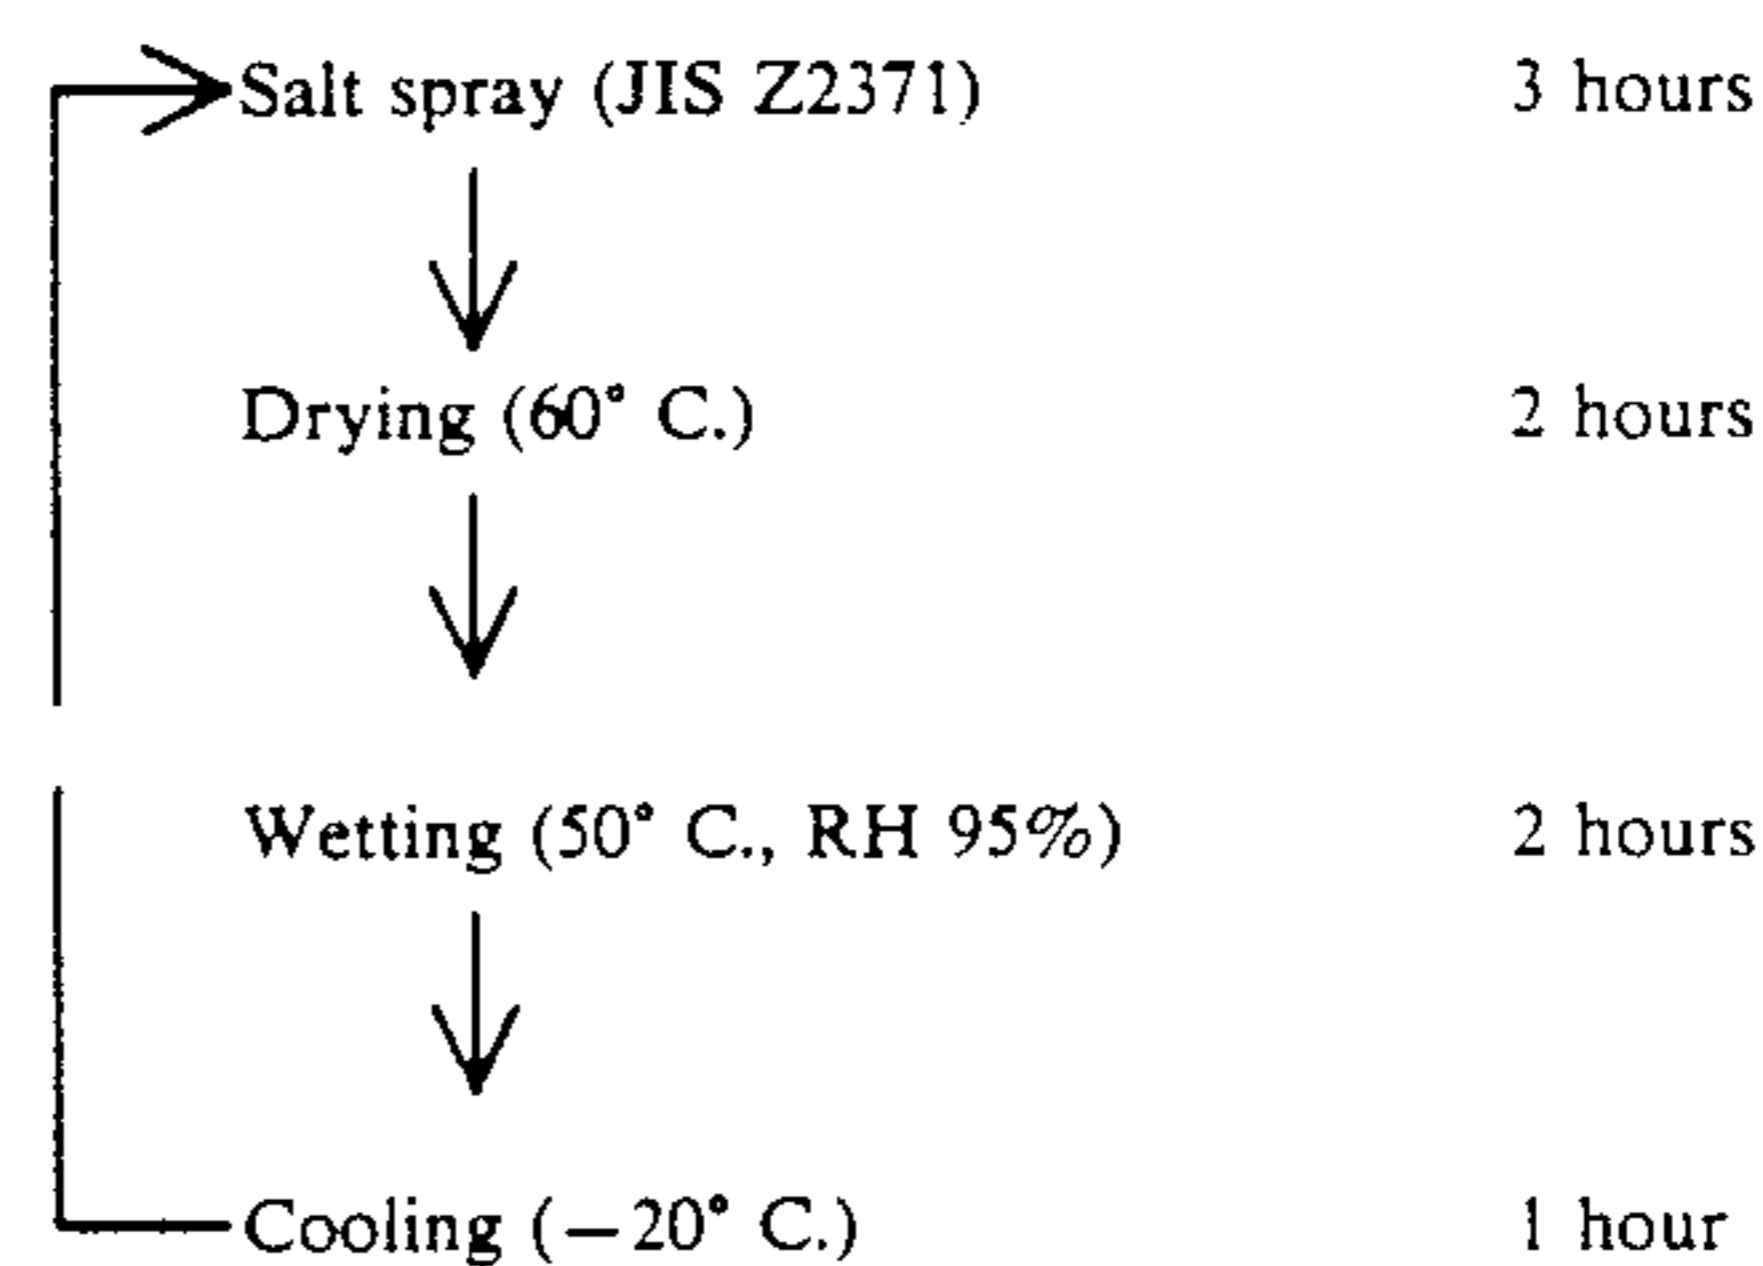 Salt spray (JIS Z2371) 3 hours
Drying (60° C.) 2 hours
Wetting (50° C., RH 95%) 2 hours
Cooling (−20° C.) 1 hour